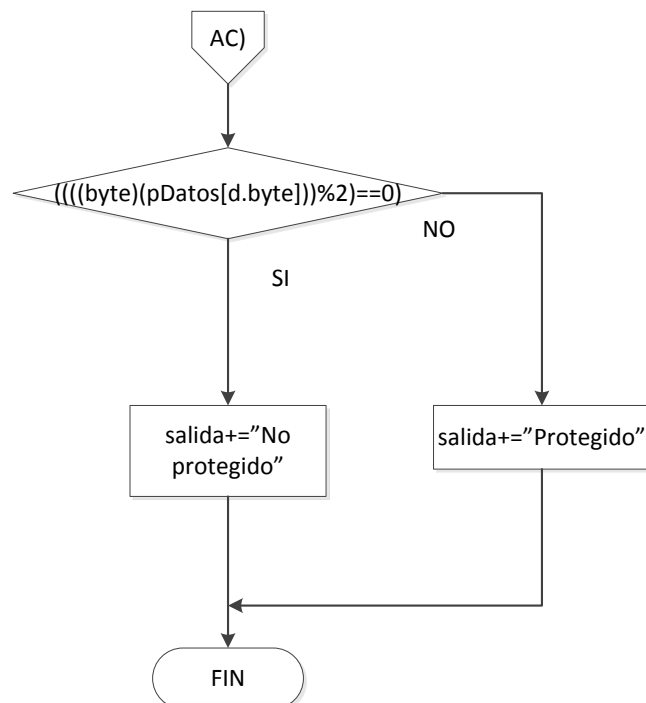 AC)
((((byte)(pDatos[d.byte]))%2)==0)
NO
SI
salida+=”No
protegido”
salida+=”Protegido”
FIN